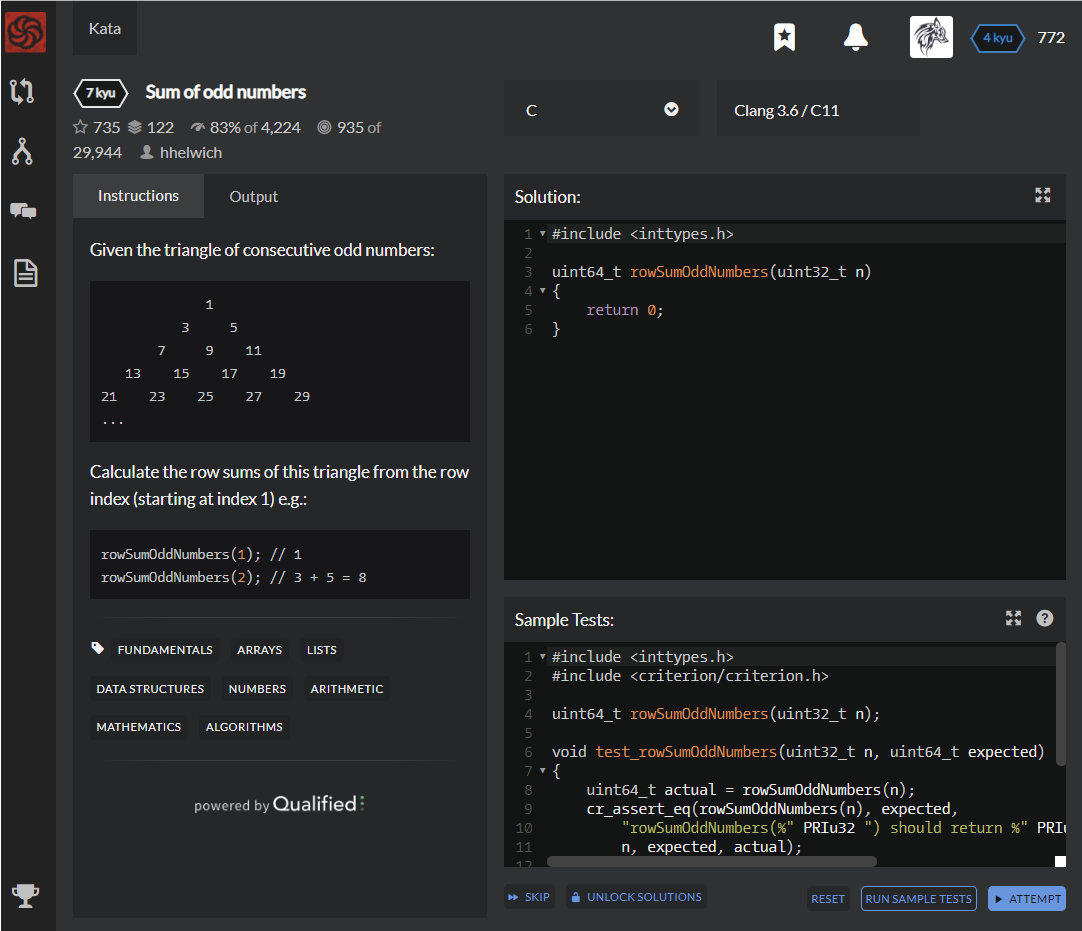 Kata
4 kyu 772
7 kyu Sum of odd numbers
735 122 83% of 4,224 935 of
29,944 hhelwich
C
Clang 3.6 / C11
Instructions Output
Given the triangle of consecutive odd numbers:
1
3 5
7 9 11
13 15 17 19
21 23 25 27 29
...
Calculate the row sums of this triangle from the row
index (starting at index 1) e.g.:
rowSumOddNumbers(1); // 1
rowSumOddNumbers(2); // 3 + 5 = 8
FUNDAMENTALS ARRAYS LISTS
DATA STRUCTURES NUMBERS ARITHMETIC
MATHEMATICS ALGORITHMS
powered by Qualified
Solution:
1 #include <inttypes.h>
2
3 uint64_t rowSumOddNumbers(uint32_t n)
4 {
5 return 0;
6 }
Sample Tests:
1 #include <inttypes.h>
2 #include <criterion/criterion.h>
3
4 uint64_t rowSumOddNumbers(uint32_t n);
5
6 void test_rowSumOddNumbers(uint32_t n, uint64_t expected)
7 {
8 uint64_t actual = rowSumOddNumbers(n);
9 cr_assert_eq(rowSumOddNumbers(n), expected,
10 "rowSumOddNumbers(%" PRIu32 ") should return %" PRIu
11 n, expected, actual);
12
SKIP UNLOCK SOLUTIONS RESET RUN SAMPLE TESTS ATTEMPT